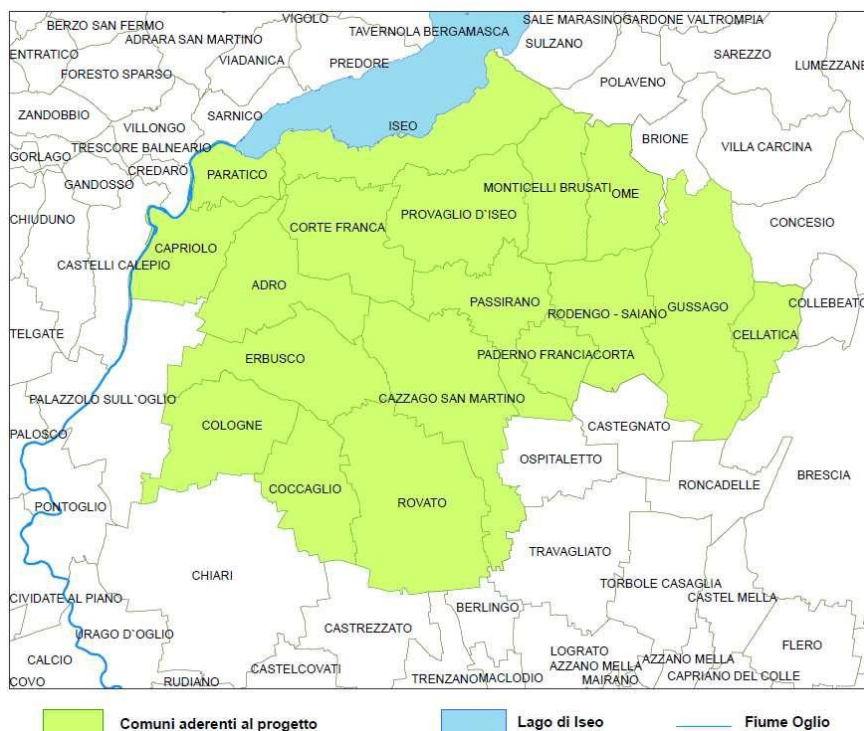 BERZO SAN FERMO
VIGOLO
SALE MARASINO
GARDONE VALTROMPIA
ADRARA SAN MARTINO
TAVERNOLA BERGAMASCA
ENTRATICO
VIADANICA
SULZANO
SAREZZO
PREDORE
LUMEZZANE
FORESTO SPARSO
POLAVENO
ZANDOBBIO
SARNICO
VILLONGO
ISEO
BRIONE
TRESCORE BALNEARIO
VILLA CARCINA
GORLAGO
CREDARO
GANDOSSO
PARATICO
MONTICELLI BRUSATI
OME
CHIUDUNO
CORTE FRANCA
PROVAGLIO D'ISEO
CONCESIO
CAPRIOLO
CASTELLI CALEPIO
ADRO
PASSIRANO
COLLEBEATO
RODENGO - SAIANO
GUSSAGO
TELGATE
CELLATICA
ERBUSCO
PADERNO FRANCIACORTA
PALAZZOLO SULL'OGLIO
CAZZAGO SAN MARTINO
COLOGNE
CASTEGNATO
PALOSCO
OSPITALETTO
BRESCIA
COCCAGLIO
RONCADELLE
PONTOGLIO
ROVATO
TRAVAGLIATO
CHIARI
TORBOLE CASAGLIA
CIVIDATE AL PIANO
CASTEL MELLA
BERLINGO
URAGO D'OGLIO
CASTREZZATO
FLERO
LOGRATO
CALCIO
CASTELCOVATI
AZZANO MELLA
AZZANO MELLA
COVO
RUDIANO
TRENZANO
MACLODIO
MAIRANO
CAPRIANO DEL COLLE
Comuni aderenti al progetto
Lago di Iseo
Fiume Oglio